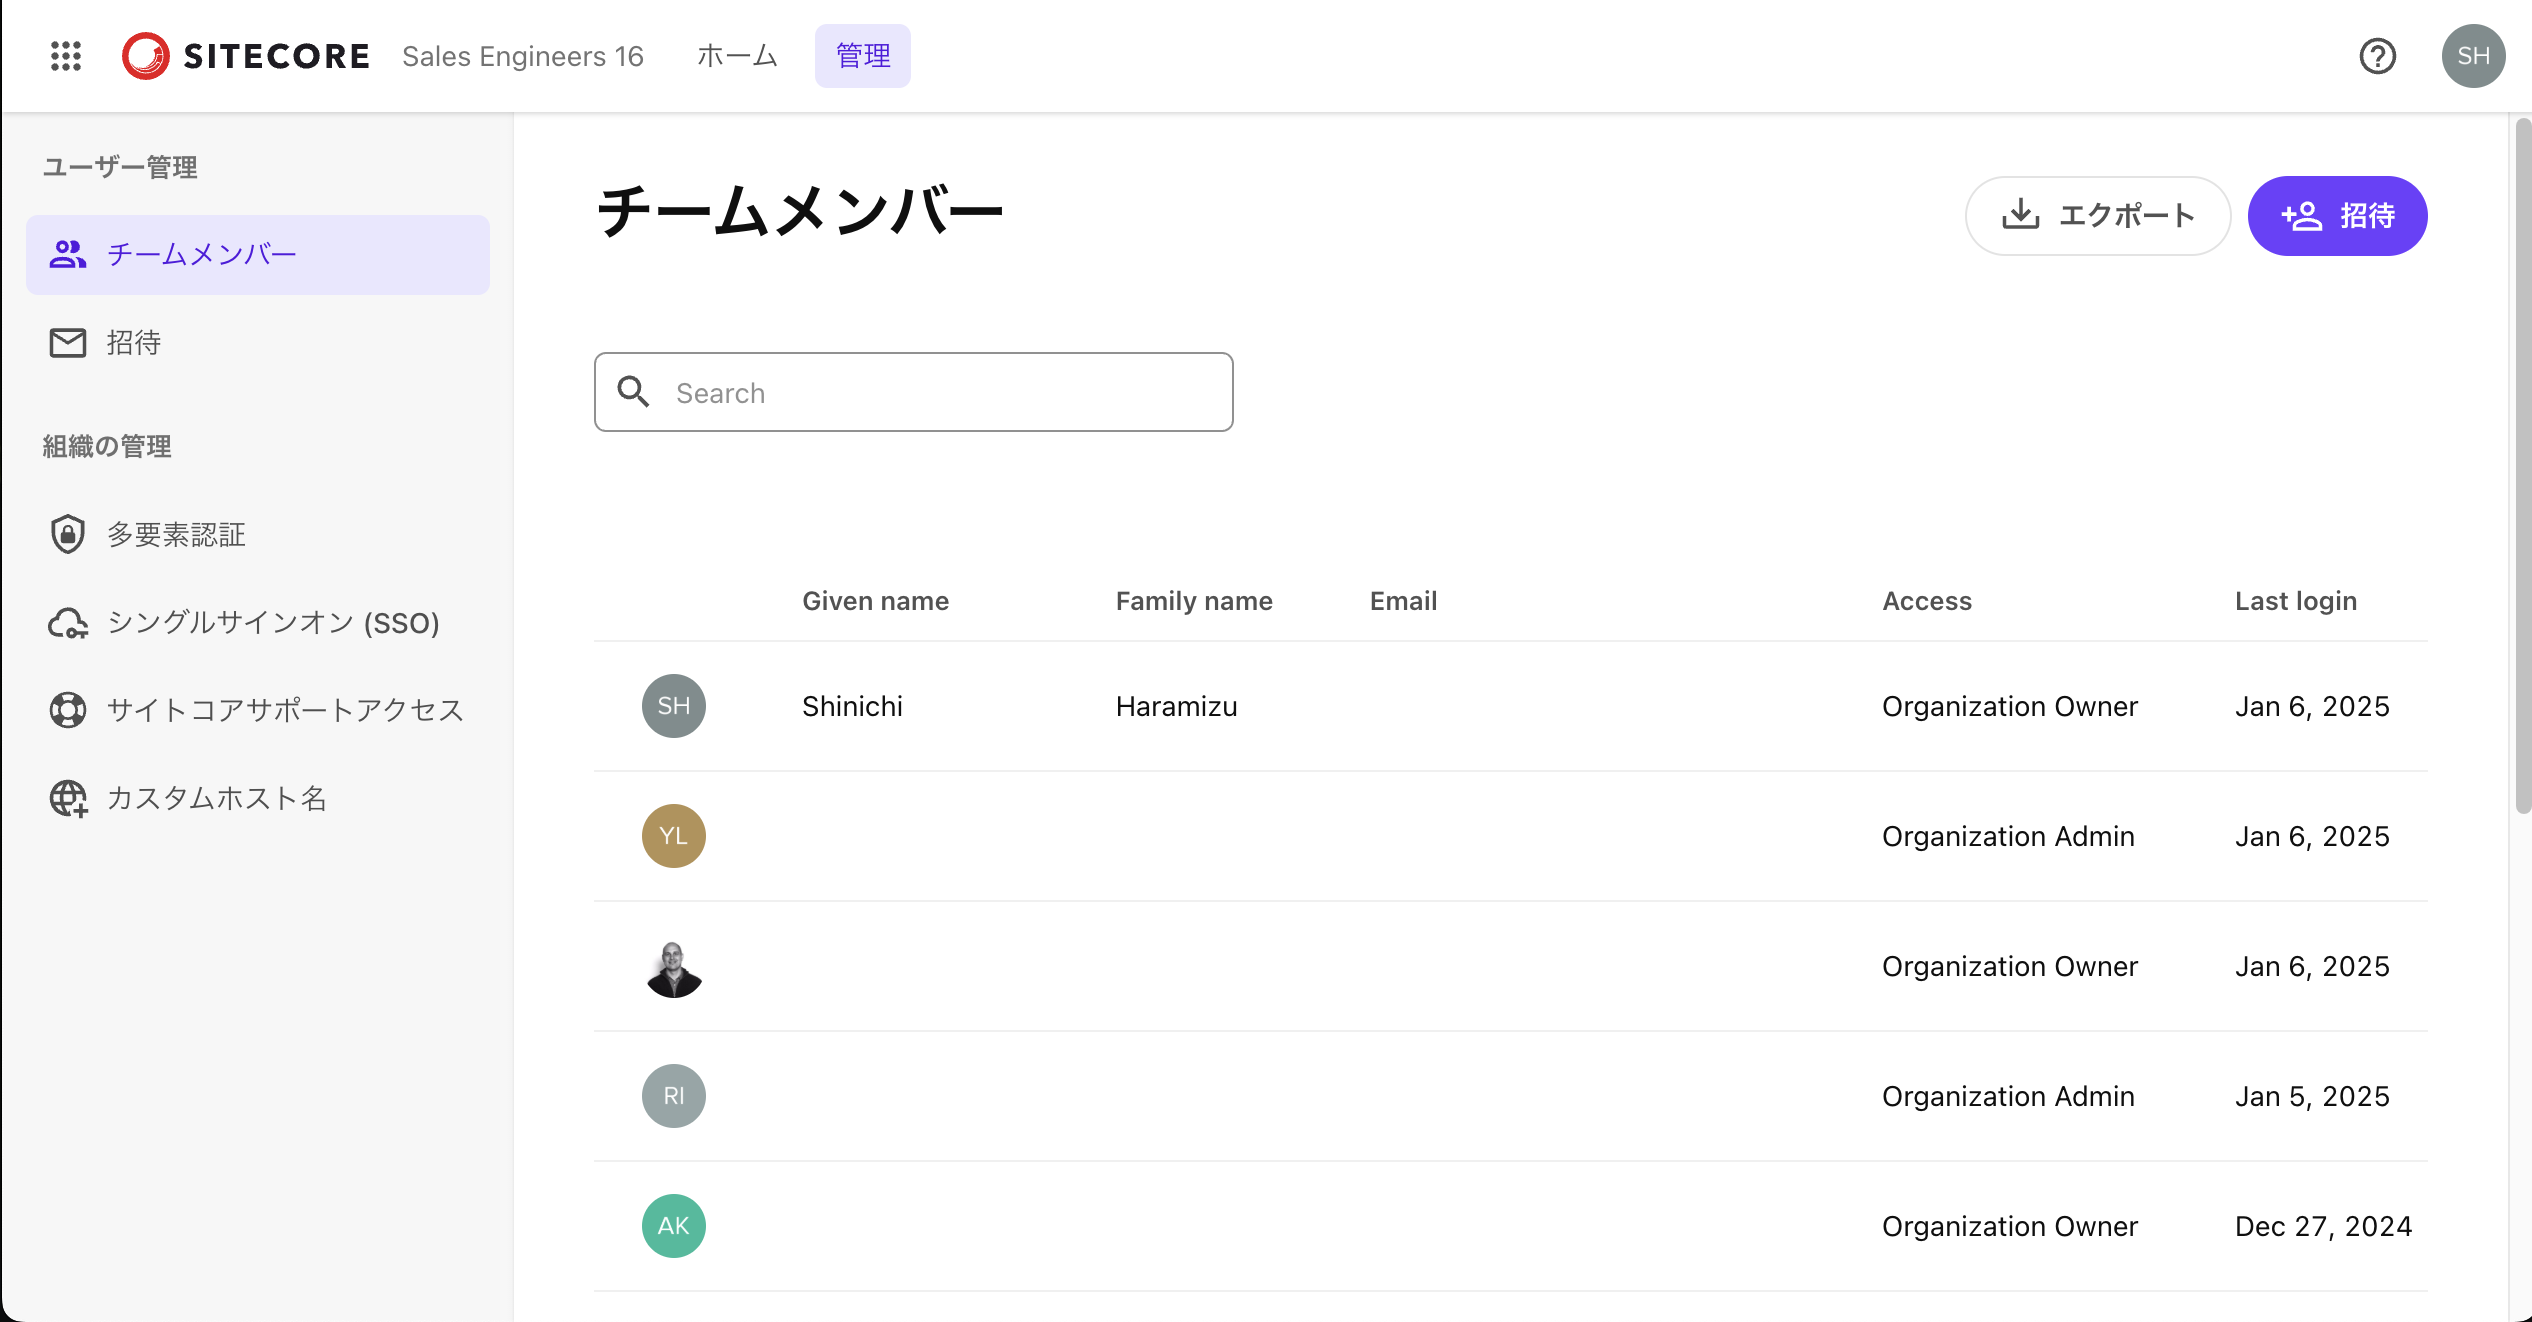 SITECORE Sales Engineers 16 ホーム 管理 SH
ユーザー管理
チームメンバー
招待
組織の管理
多要素認証
シングルサインオン (SSO)
サイトコアサポートアクセス
カスタムホスト名
チームメンバー
エクポート 招待
Search
Given name Family name Email Access Last login
SH Shinichi Haramizu Organization Owner Jan 6, 2025
YL Organization Admin Jan 6, 2025
Organization Owner Jan 6, 2025
RI Organization Admin Jan 5, 2025
AK Organization Owner Dec 27, 2024